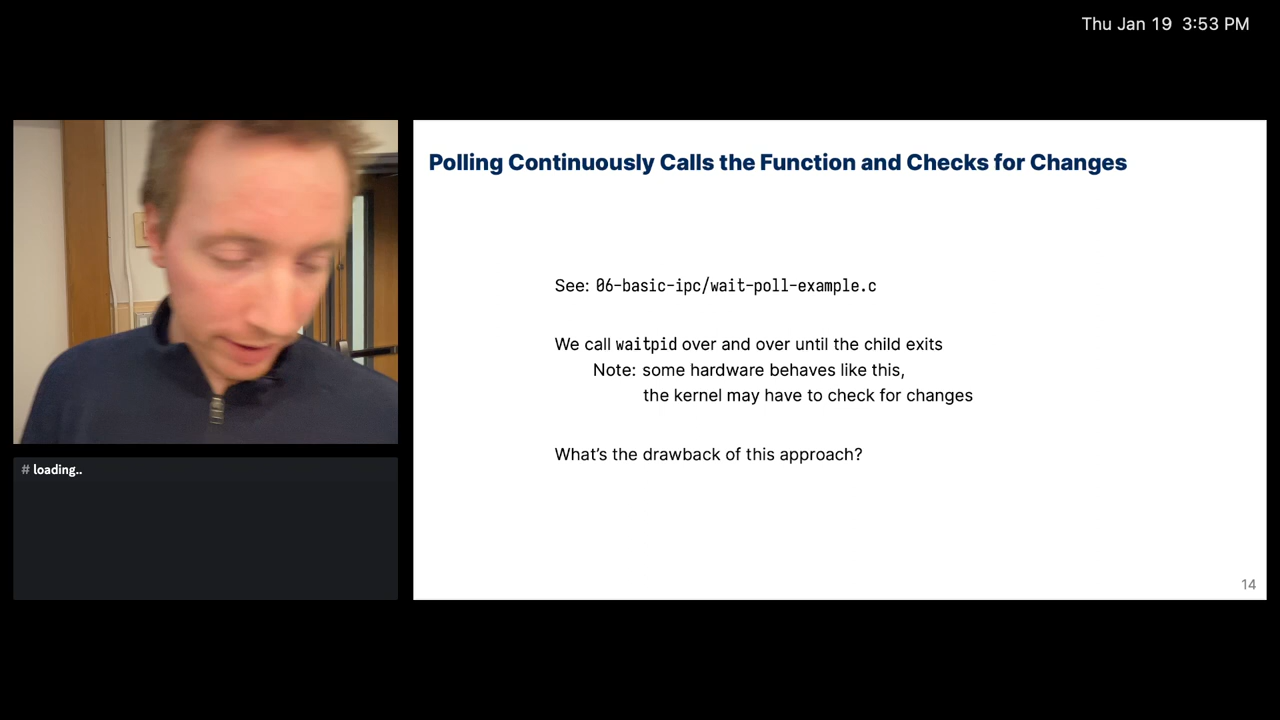 Thu Jan 19 3:53 PM
Polling Continuously Calls the Function and Checks for Changes
See: 06-basic-ipc/wait-poll-example.c
We call waitpid over and over until the child exits
Note: some hardware behaves like this,
the kernel may have to check for changes
What's the drawback of this approach?
14
# loading..